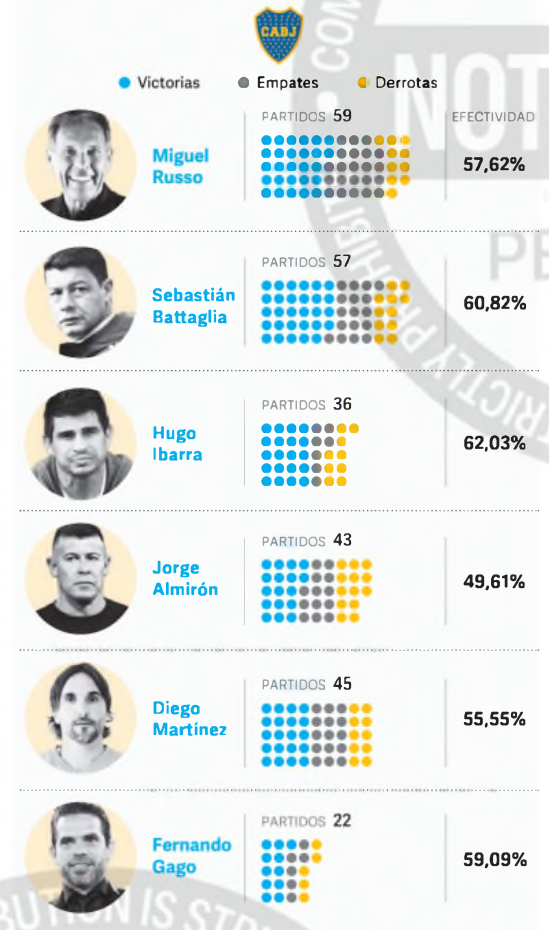 CABJ
Victorias Empates Derrotas
PARTIDOS 59 EFECTIVIDAD
Miguel
Russo
57,62%
PARTIDOS 57
Sebastián
Battaglia
60,82%
PARTIDOS 36
Hugo
Ibarra
62,03%
PARTIDOS 43
Jorge
Almirón
49,61%
PARTIDOS 45
Diego
Martínez
55,55%
PARTIDOS 22
Fernando
Gago
59,09%
NOT